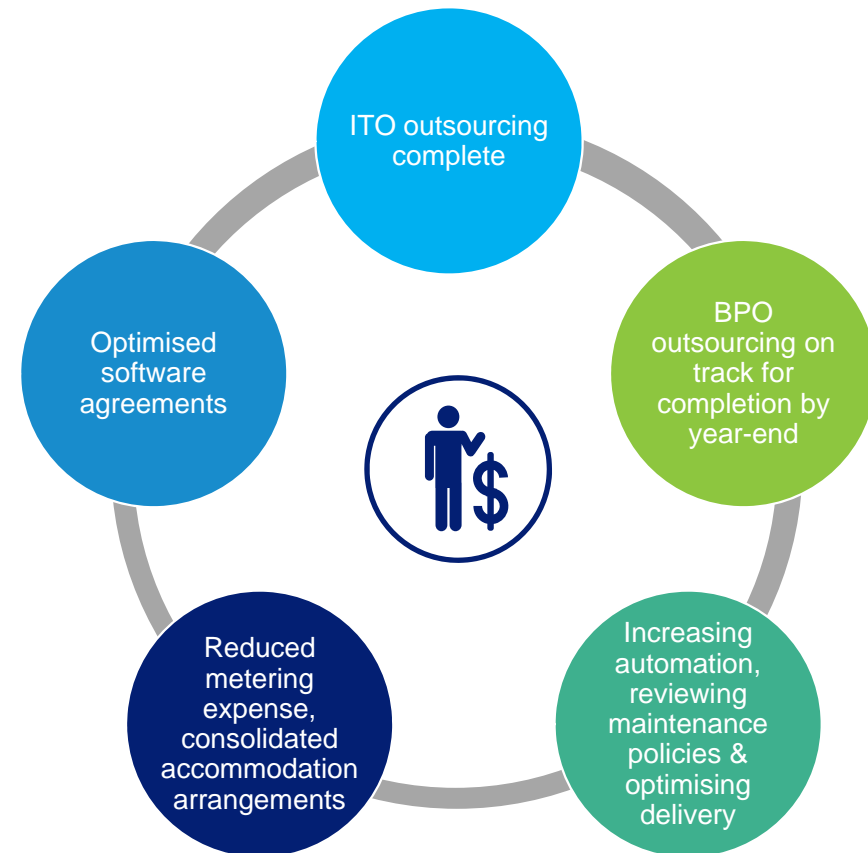 ITO outsourcing
complete
BPO
outsourcing on
track for
completion by
year-end
Increasing
automation,
reviewing
maintenance
policies &
optimising
delivery
Reduced
metering
expense,
consolidated
accommodation
arrangements
Optimised
software
agreements
$